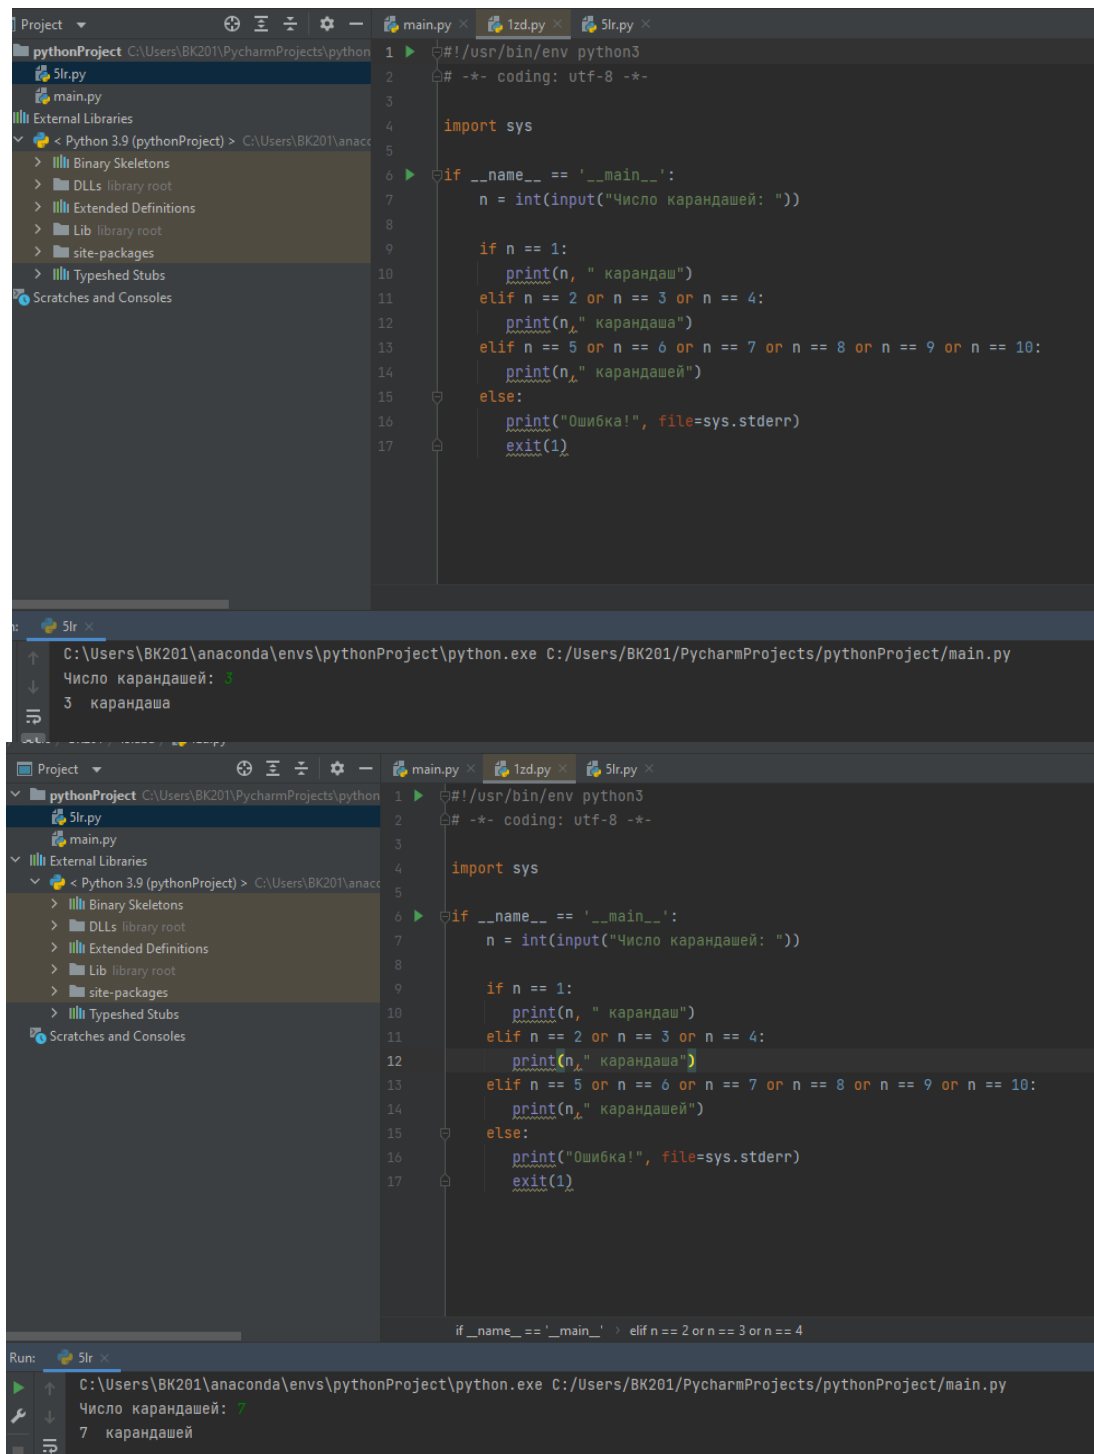 Project
main.py
1zd.py
5lr.py
pythonProject C:\Users\BK201\PycharmProjects\python
5lr.py
main.py
External Libraries
< Python 3.9 (pythonProject) > C:\Users\BK201\anaco
Binary Skeletons
DLLs library root
Extended Definitions
Lib library root
site-packages
Typeshed Stubs
Scratches and Consoles
1 #!/usr/bin/env python3
2 # -*- coding: utf-8 -*-
3
4 import sys
5
6 if __name__ == '__main__':
7 n = int(input("Число карандашей: "))
8
9 if n == 1:
10 print(n, " карандаш")
11 elif n == 2 or n == 3 or n == 4:
12 print(n," карандаша")
13 elif n == 5 or n == 6 or n == 7 or n == 8 or n == 9 or n == 10:
14 print(n," карандашей")
15 else:
16 print("Ошибка!", file=sys.stderr)
17 exit(1)
5lr
C:\Users\BK201\anaconda\envs\pythonProject\python.exe C:/Users/BK201/PycharmProjects/pythonProject/main.py
Число карандашей: 3
3  карандаша
Project
main.py
1zd.py
5lr.py
pythonProject C:\Users\BK201\PycharmProjects\python
5lr.py
main.py
External Libraries
< Python 3.9 (pythonProject) > C:\Users\BK201\anaco
Binary Skeletons
DLLs library root
Extended Definitions
Lib library root
site-packages
Typeshed Stubs
Scratches and Consoles
1 #!/usr/bin/env python3
2 # -*- coding: utf-8 -*-
3
4 import sys
5
6 if __name__ == '__main__':
7 n = int(input("Число карандашей: "))
8
9 if n == 1:
10 print(n, " карандаш")
11 elif n == 2 or n == 3 or n == 4:
12 print(n," карандаша")
13 elif n == 5 or n == 6 or n == 7 or n == 8 or n == 9 or n == 10:
14 print(n," карандашей")
15 else:
16 print("Ошибка!", file=sys.stderr)
17 exit(1)
if __name__ == '__main__' › elif n == 2 or n == 3 or n == 4
Run: 5lr
C:\Users\BK201\anaconda\envs\pythonProject\python.exe C:/Users/BK201/PycharmProjects/pythonProject/main.py
Число карандашей: 7
7  карандашей